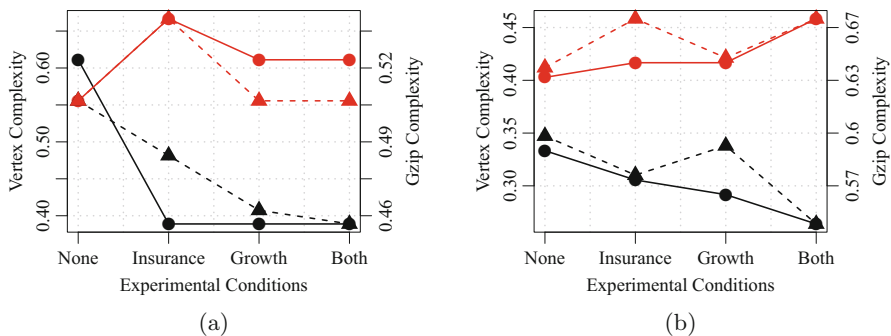 Vertex Complexity
0.40 0.50 0.60
0.46 0.49 0.52
Gzip Complexity
None Insurance Growth Both
Experimental Conditions
(a)
Vertex Complexity
0.30 0.35 0.40 0.45
0.57 0.6 0.63 0.67
Gzip Complexity
None Insurance Growth Both
Experimental Conditions
(b)